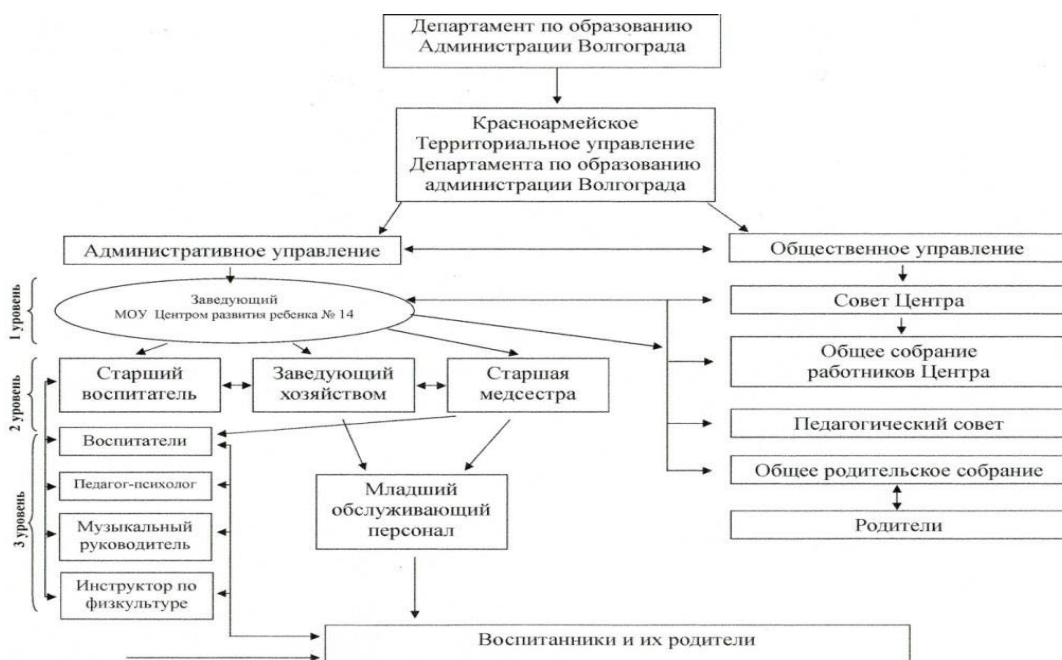 Департамент по образованию
Администрации Волгограда
Красноармейское
Территориальное управление
Департамента по образованию
администрации Волгограда
Административное управление
Общественное управление
1 уровень
Заведующий
МОУ Центром развития ребенка № 14
Совет Центра
Общее собрание
работников Центра
2 уровень
Старший
воспитатель
Заведующий
хозяйством
Старшая
медсестра
Педагогический совет
3 уровень
Воспитатели
Общее родительское собрание
Педагог-психолог
Младший
обслуживающий
персонал
Родители
Музыкальный
руководитель
Инструктор по
физкультуре
Воспитанники и их родители